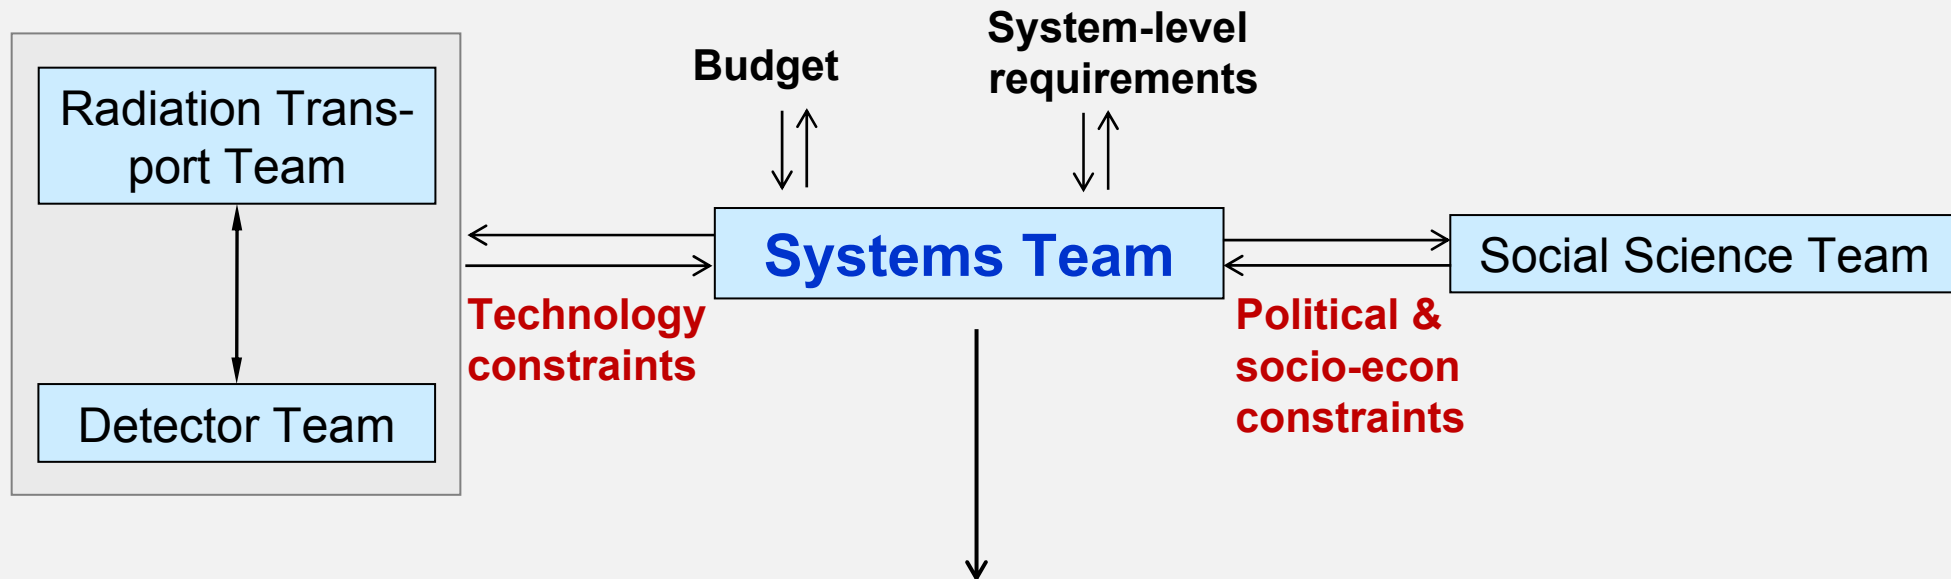 Radiation Trans-
port Team
Detector Team
Budget
System-level
requirements
Systems Team
Social Science Team
Technology
constraints
Political &
socio-econ
constraints